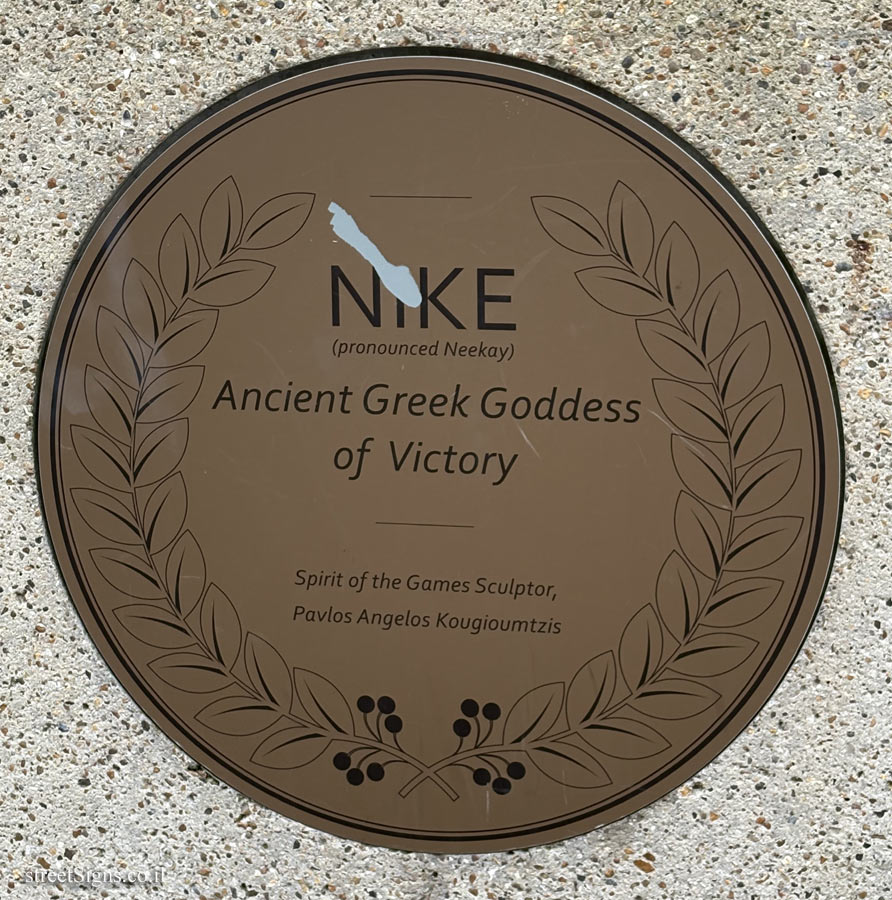 NIKE
(pronounced Neekay)
Ancient Greek Goddess
of Victory
Spirit of the Games Sculptor,
Pavlos Angelos Kougioumtzis
streetSigns.co.il